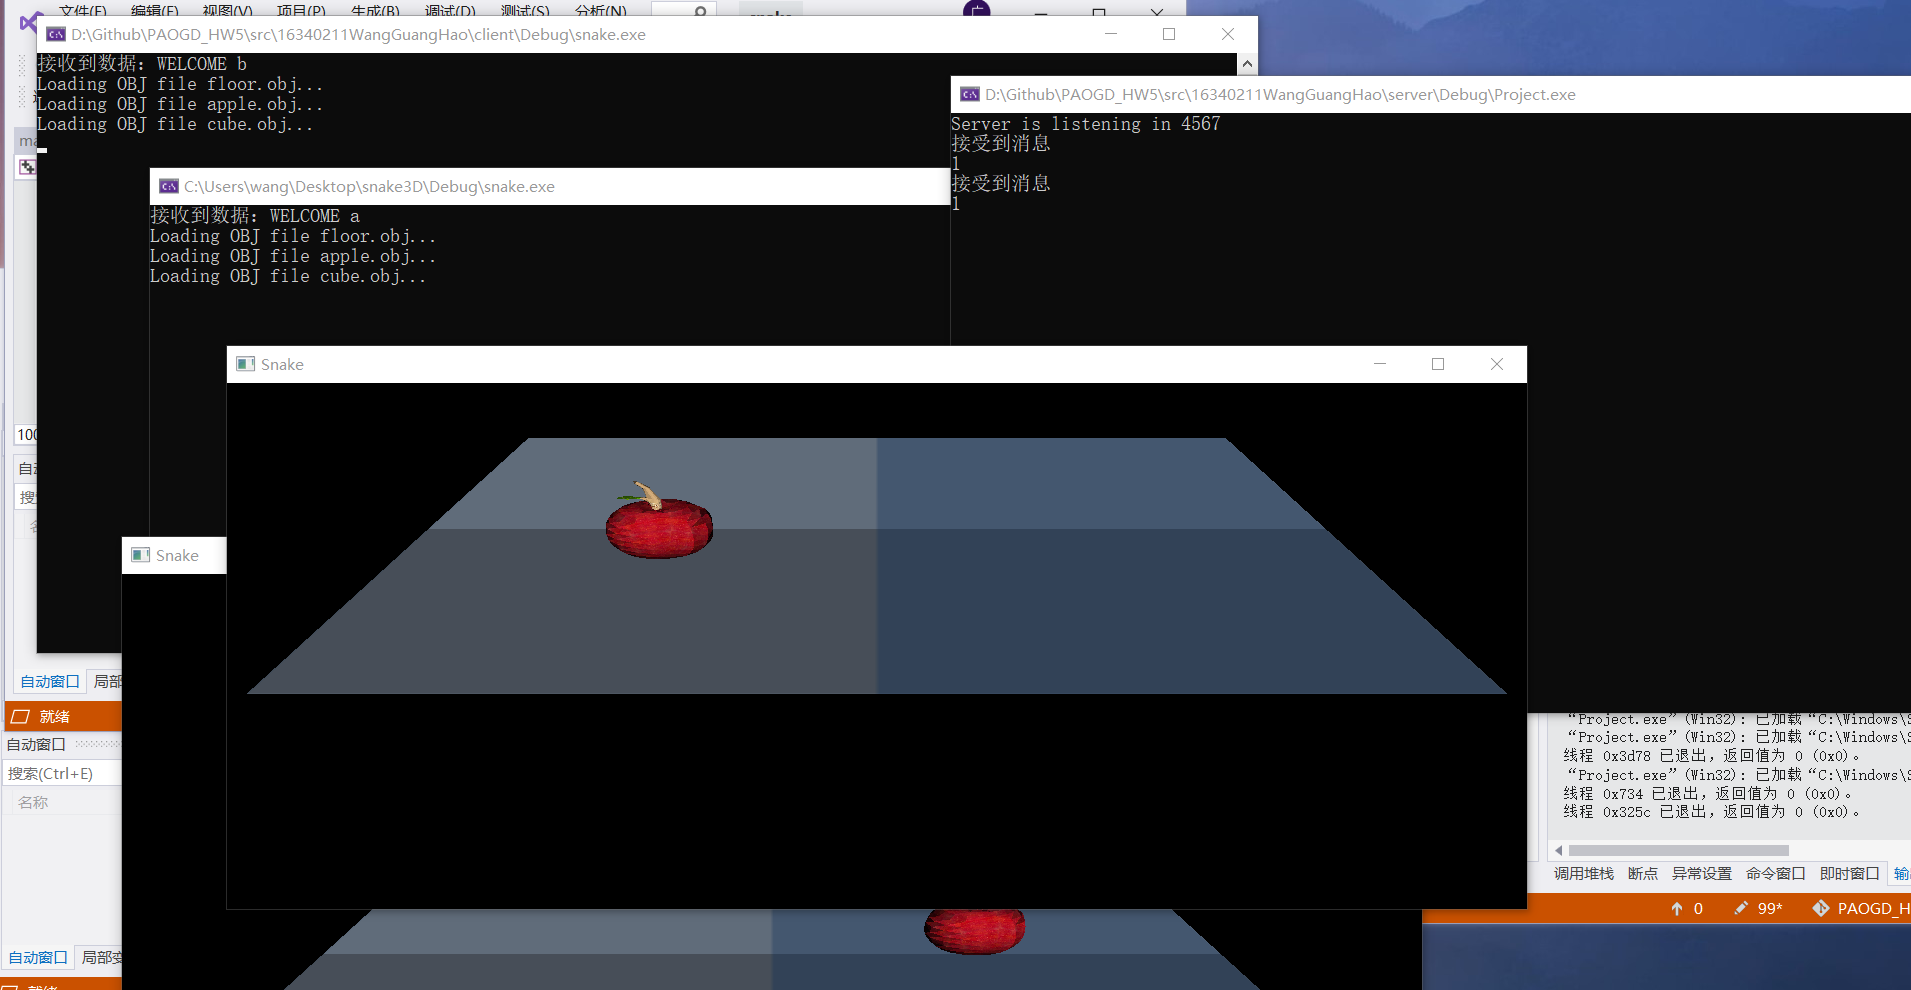 文件(F) 编辑(E) 视图(V) 项目(P) 生成(B) 调试(D) 测试(S) 分析(N)
D:\Github\PAOGD_HW5\src\16340211WangGuangHao\client\Debug\snake.exe
接收到数据：WELCOME b
Loading OBJ file floor.obj...
Loading OBJ file apple.obj...
Loading OBJ file cube.obj...
D:\Github\PAOGD_HW5\src\16340211WangGuangHao\server\Debug\Project.exe
Server is listening in 4567
接受到消息
1
接受到消息
1
C:\Users\wang\Desktop\snake3D\Debug\snake.exe
接收到数据：WELCOME a
Loading OBJ file floor.obj...
Loading OBJ file apple.obj...
Loading OBJ file cube.obj...
Snake
Snake
100
自动窗口 局部
就绪
自动窗口
搜索(Ctrl+E)
名称
自动窗口 局部变
就绪
“Project.exe”(Win32): 已加载“C:\Windows\S
“Project.exe”(Win32): 已加载“C:\Windows\S
线程 0x3d78 已退出，返回值为 0 (0x0)。
“Project.exe”(Win32): 已加载“C:\Windows\S
线程 0x734 已退出，返回值为 0 (0x0)。
线程 0x325c 已退出，返回值为 0 (0x0)。
调用堆栈 断点 异常设置 命令窗口 即时窗口 输
0 99* PAOGD_H